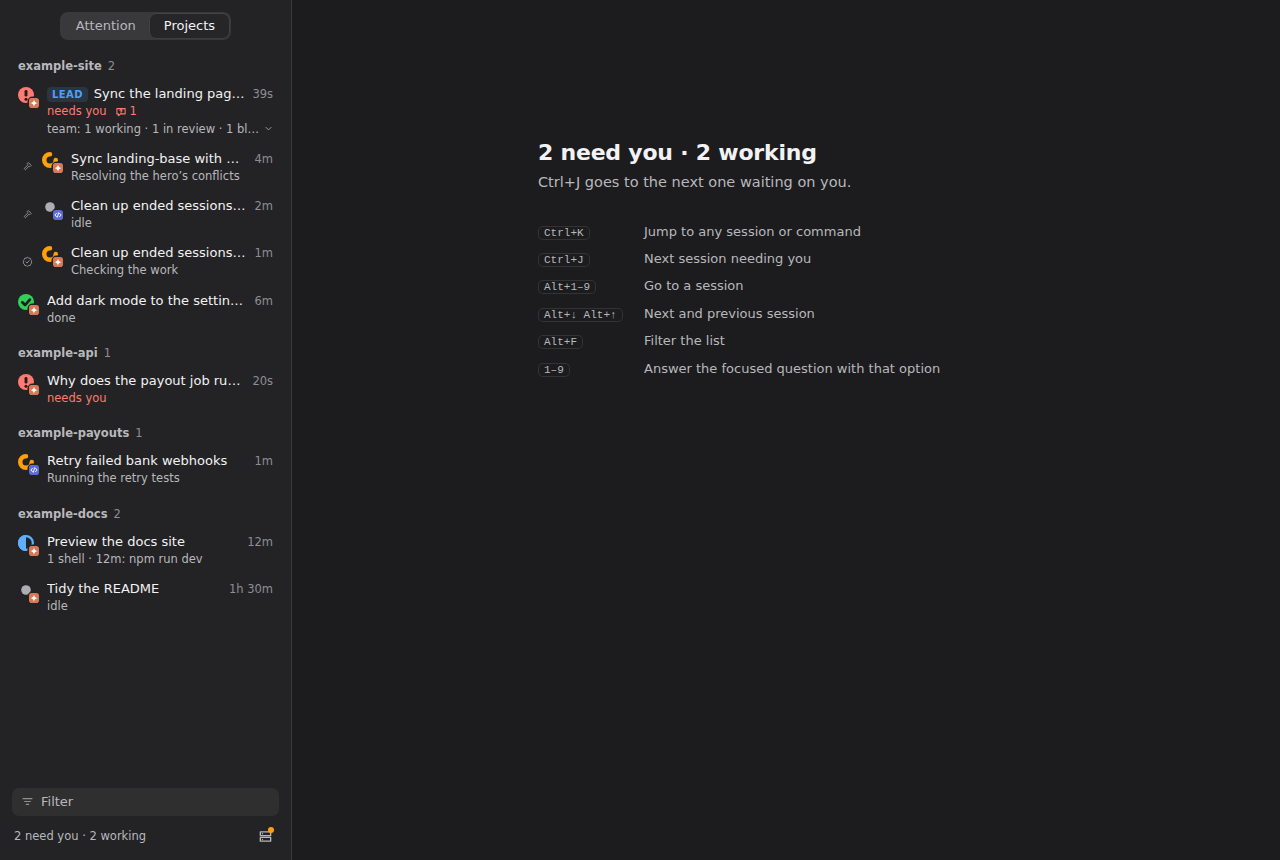 Attention Projects
example-site 2
LEAD Sync the landing pag… 39s
needs you 1
team: 1 working · 1 in review · 1 bl…
Sync landing-base with … 4m
Resolving the hero’s conflicts
Clean up ended sessions… 2m
idle
Clean up ended sessions… 1m
Checking the work
Add dark mode to the settin… 6m
done
example-api 1
Why does the payout job ru… 20s
needs you
example-payouts 1
Retry failed bank webhooks 1m
Running the retry tests
example-docs 2
Preview the docs site 12m
1 shell · 12m: npm run dev
Tidy the README 1h 30m
idle
Filter
2 need you · 2 working
2 need you · 2 working
Ctrl+J goes to the next one waiting on you.
Ctrl+K Jump to any session or command
Ctrl+J Next session needing you
Alt+1–9 Go to a session
Alt+↓ Alt+↑ Next and previous session
Alt+F Filter the list
1–9 Answer the focused question with that option